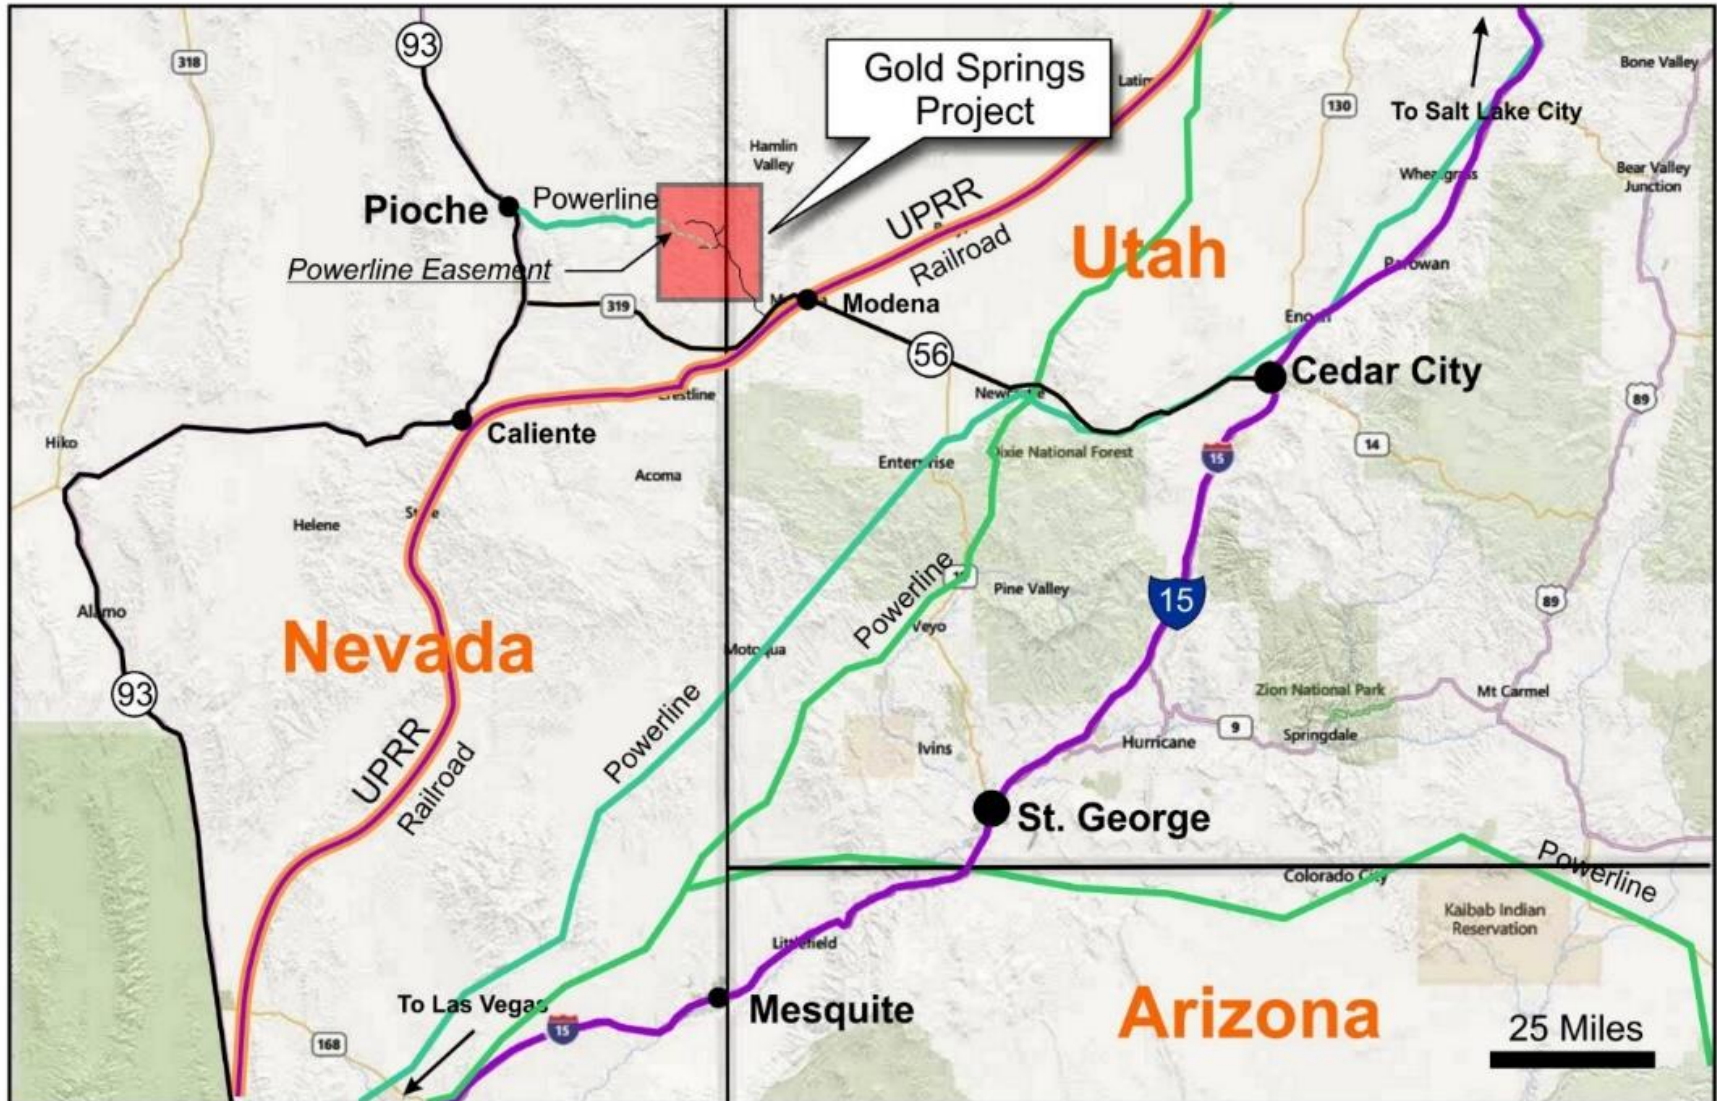 93
318
Gold Springs
Project
Bone Valley
130
To Salt Lake City
Hamlin
Valley
Bear Valley
Junction
Pioche
Powerline
UPRR
Railroad
Utah
Powerline Easement
Parowan
319
Modena
Enoch
56
Cedar City
89
Caliente
Hiko
14
15
Dixie National Forest
Enterprise
Acoma
Helene
Powerline
Pine Valley
15
89
Alamo
Veyo
Nevada
Motoqua
93
Powerline
Zion National Park
Mt Carmel
UPRR
Railroad
Ivins
Hurricane
9
Springdale
St. George
Powerline
Colorado City
Kaibab Indian
Reservation
Littlefield
To Las Vegas
Mesquite
Arizona
15
168
25 Miles